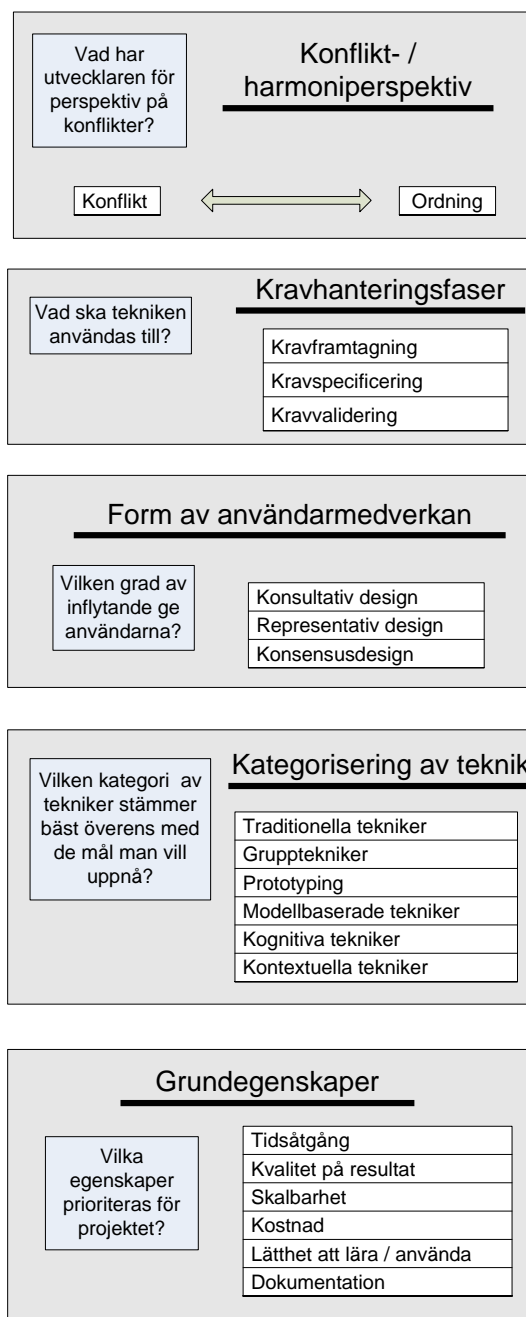 Vad har
utvecklaren för
perspektiv på
konflikter?
Konflikt- /
harmoniperspektiv
Konflikt
Ordning
Vad ska tekniken
användas till?
Kravhanteringsfaser
Kravframtagning
Kravspecificering
Kravvalidering
Form av användarmedverkan
Vilken grad av
inflytande ge
användarna?
Konsultativ design
Representativ design
Konsensusdesign
Vilken kategori av
tekniker stämmer
bäst överens med
de mål man vill
uppnå?
Kategorisering av teknik
Traditionella tekniker
Grupptekniker
Prototyping
Modellbaserade tekniker
Kognitiva tekniker
Kontextuella tekniker
Grundegenskaper
Vilka
egenskaper
prioriteras för
projektet?
Tidsåtgång
Kvalitet på resultat
Skalbarhet
Kostnad
Lätthet att lära / använda
Dokumentation